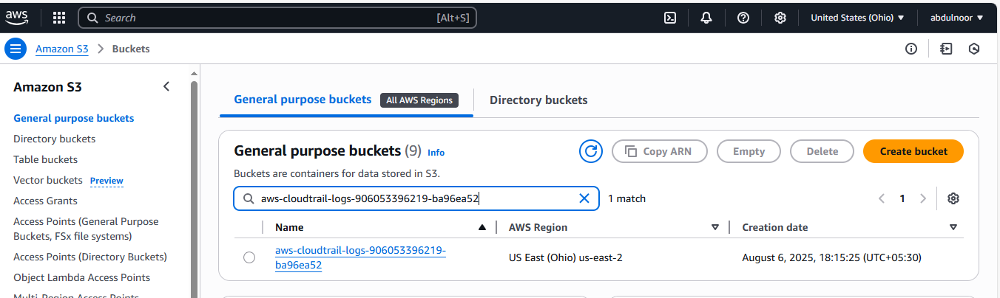 aws
Search
[Alt+S]
United States (Ohio)
abdulnoor
Amazon S3
Buckets
Amazon S3
General purpose buckets
Directory buckets
Table buckets
Vector buckets Preview
Access Grants
Access Points (General Purpose
Buckets, FSx file systems)
Access Points (Directory Buckets)
Object Lambda Access Points
Multi-Region Access Points
General purpose buckets All AWS Regions
Directory buckets
General purpose buckets (9) Info
Copy ARN
Empty
Delete
Create bucket
Buckets are containers for data stored in S3.
aws-cloudtrail-logs-906053396219-ba96ea52
1 match
1
Name
AWS Region
Creation date
aws-cloudtrail-logs-906053396219-
ba96ea52
US East (Ohio) us-east-2
August 6, 2025, 18:15:25 (UTC+05:30)